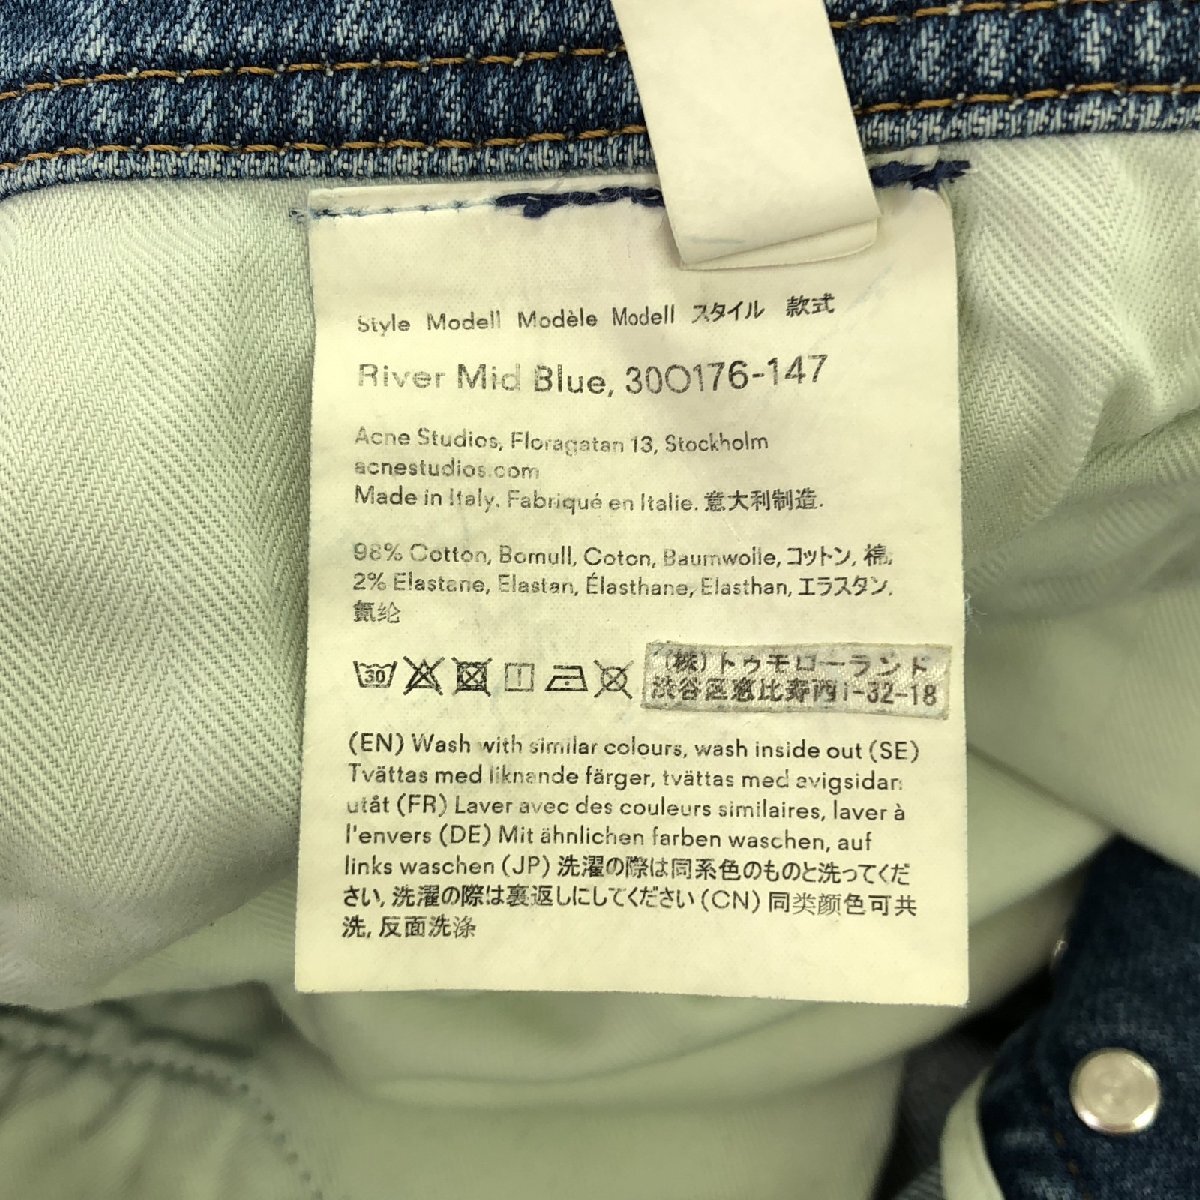 Style Modell Modèle Modell スタイル 款式
River Mid Blue, 30O176-147
Acne Studios, Floragatan 13, Stockholm
acnestudios.com
Made in Italy. Fabriqué en Italie. 意大利制造.
98% Cotton, Bomull, Coton, Baumwolle, コットン, 棉,
2% Elastane, Elastan, Élasthane, Elasthan, エラスタン,
氨纶
30
(株)トゥモローランド
渋谷区恵比寿西1-32-18
(EN) Wash with similar colours, wash inside out (SE)
Tvättas med liknande färger, tvättas med avigsidan
utåt (FR) Laver avec des couleurs similaires, laver à
l'envers (DE) Mit ähnlichen farben waschen, auf
links waschen (JP) 洗濯の際は同系色のものと洗ってくだ
さい, 洗濯の際は裏返しにしてください (CN) 同类颜色可共
洗, 反面洗涤